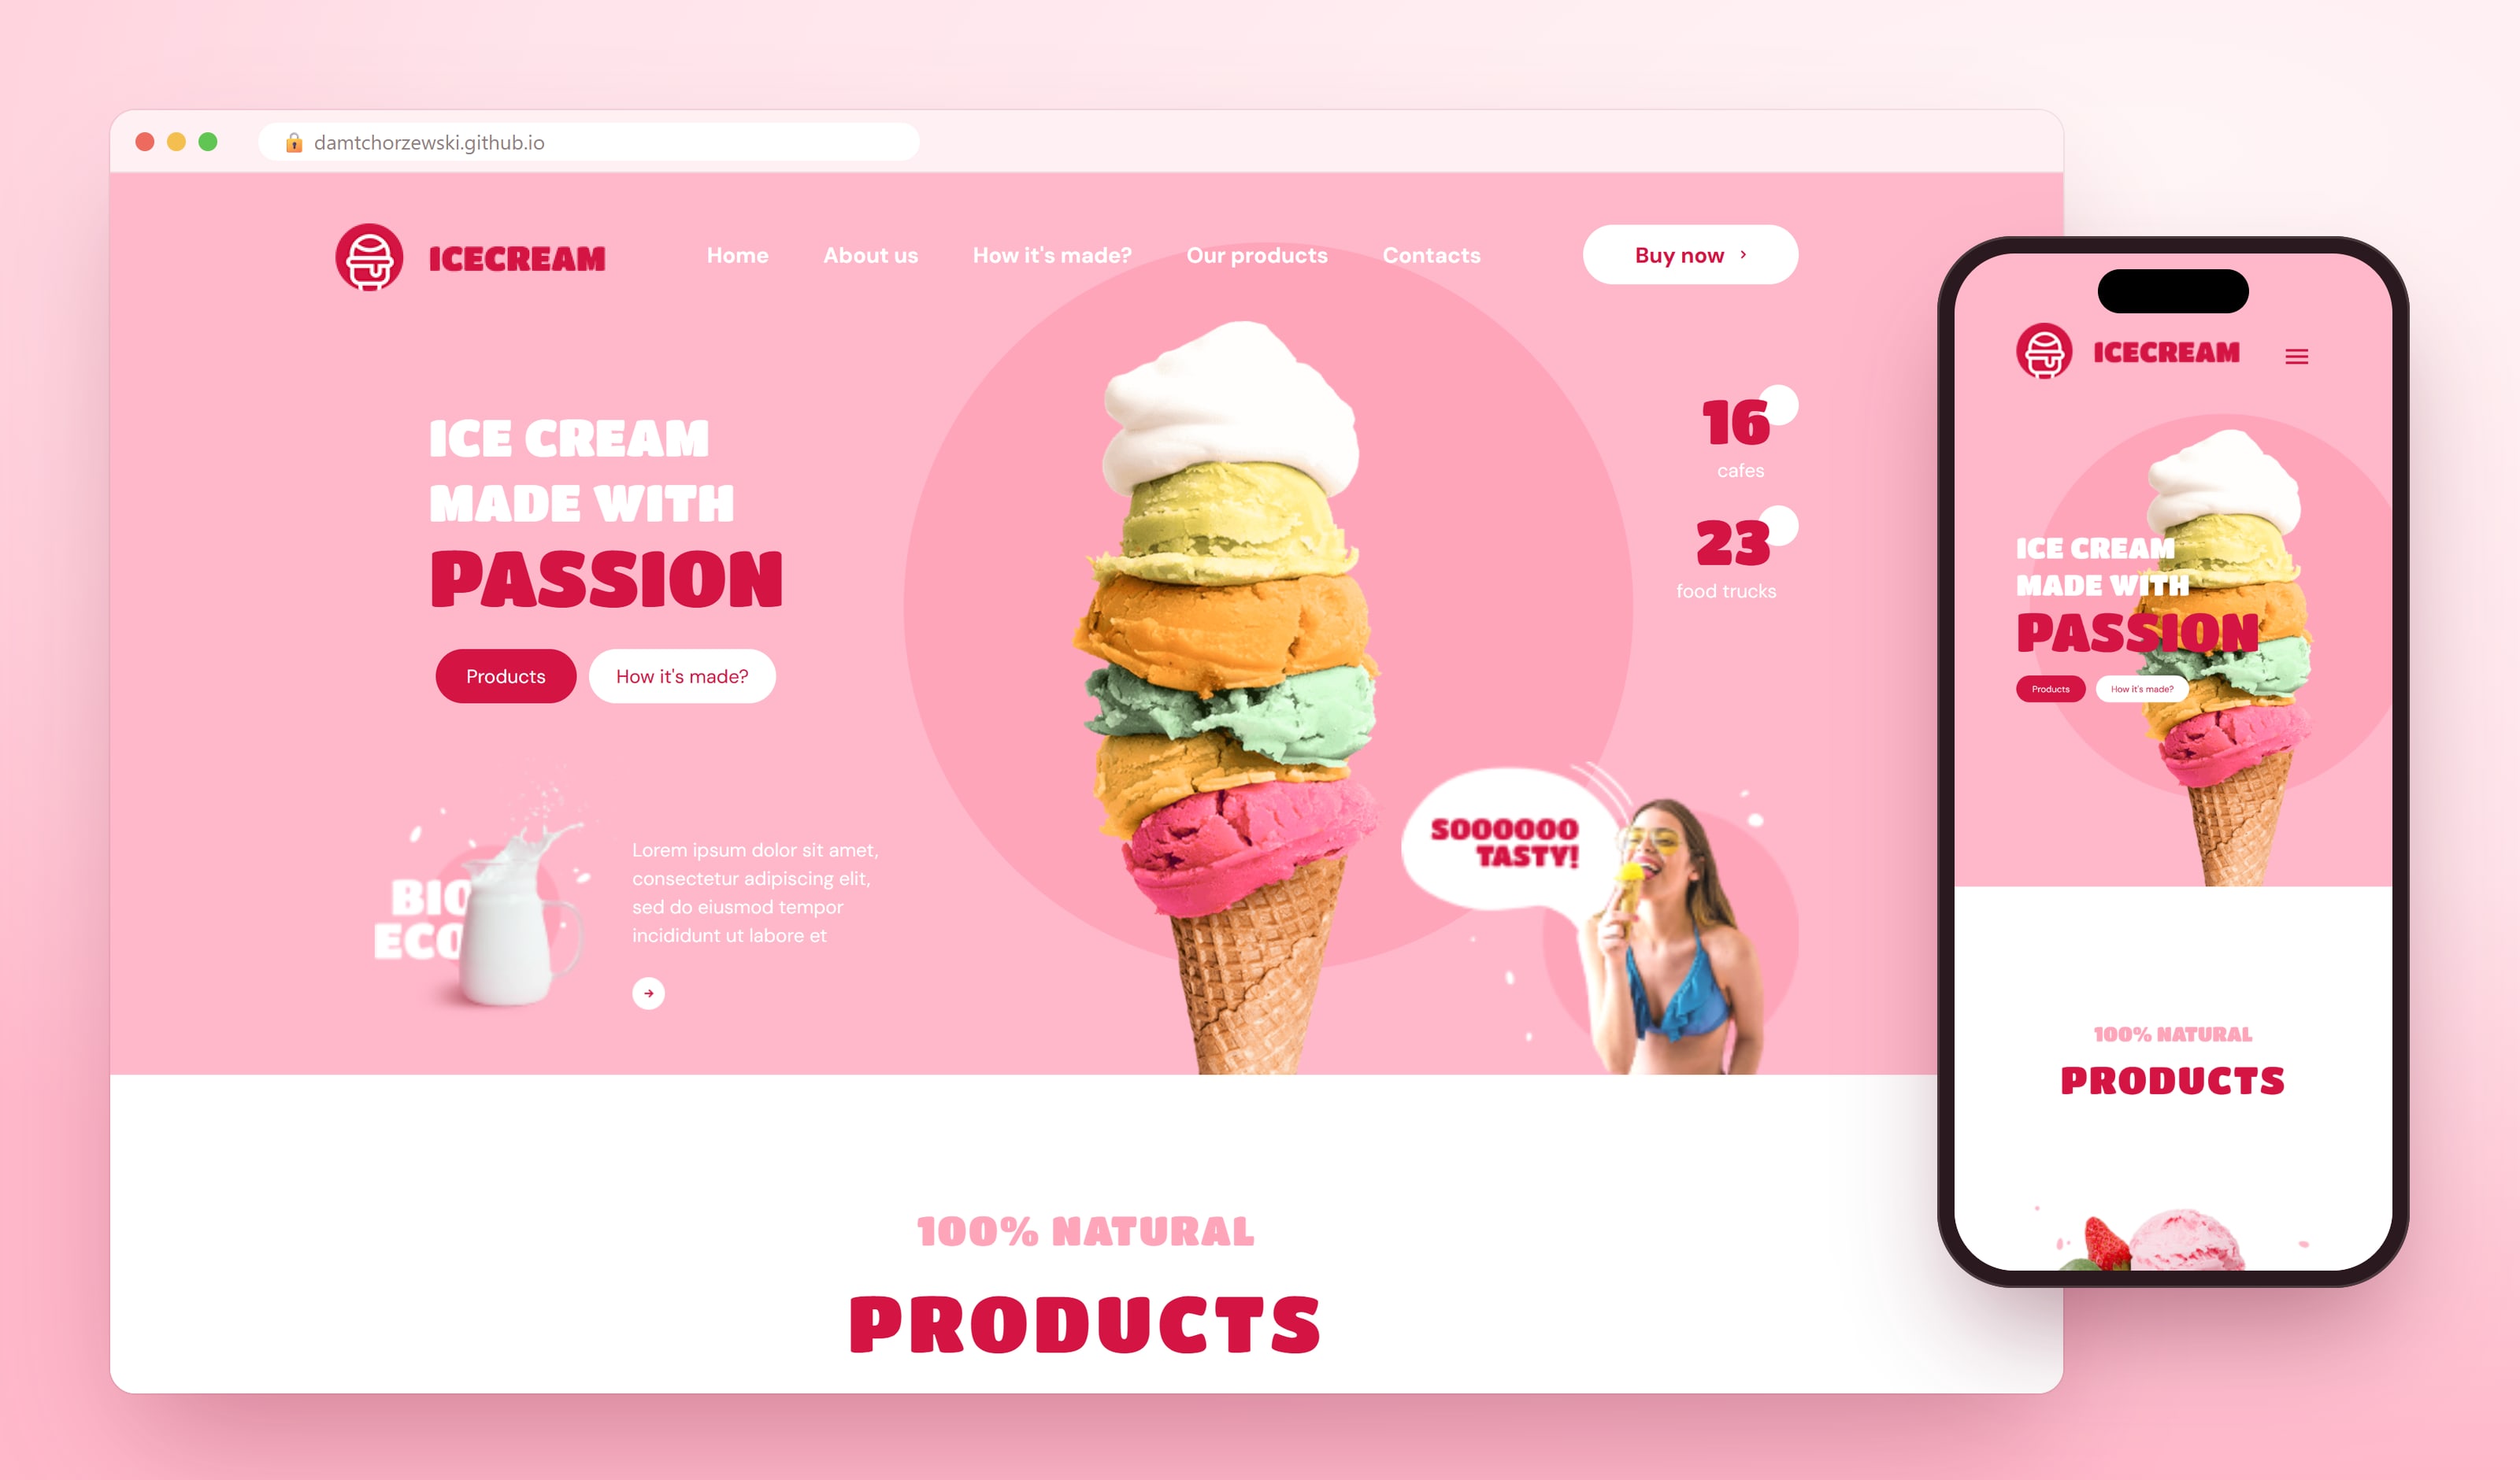 damtchorzewski.github.io
ICECREAM
Home
About us
How it's made?
Our products
Contacts
Buy now
ICE CREAM
MADE WITH
PASSION
Products
How it's made?
16
cafes
23
food trucks
BIO
ECO
Lorem ipsum dolor sit amet,
consectetur adipiscing elit,
sed do eiusmod tempor
incididunt ut labore et
SOOOOOO
TASTY!
100% NATURAL
PRODUCTS
ICECREAM
ICE CREAM
MADE WITH
PASSION
Products
How it's made?
100% NATURAL
PRODUCTS